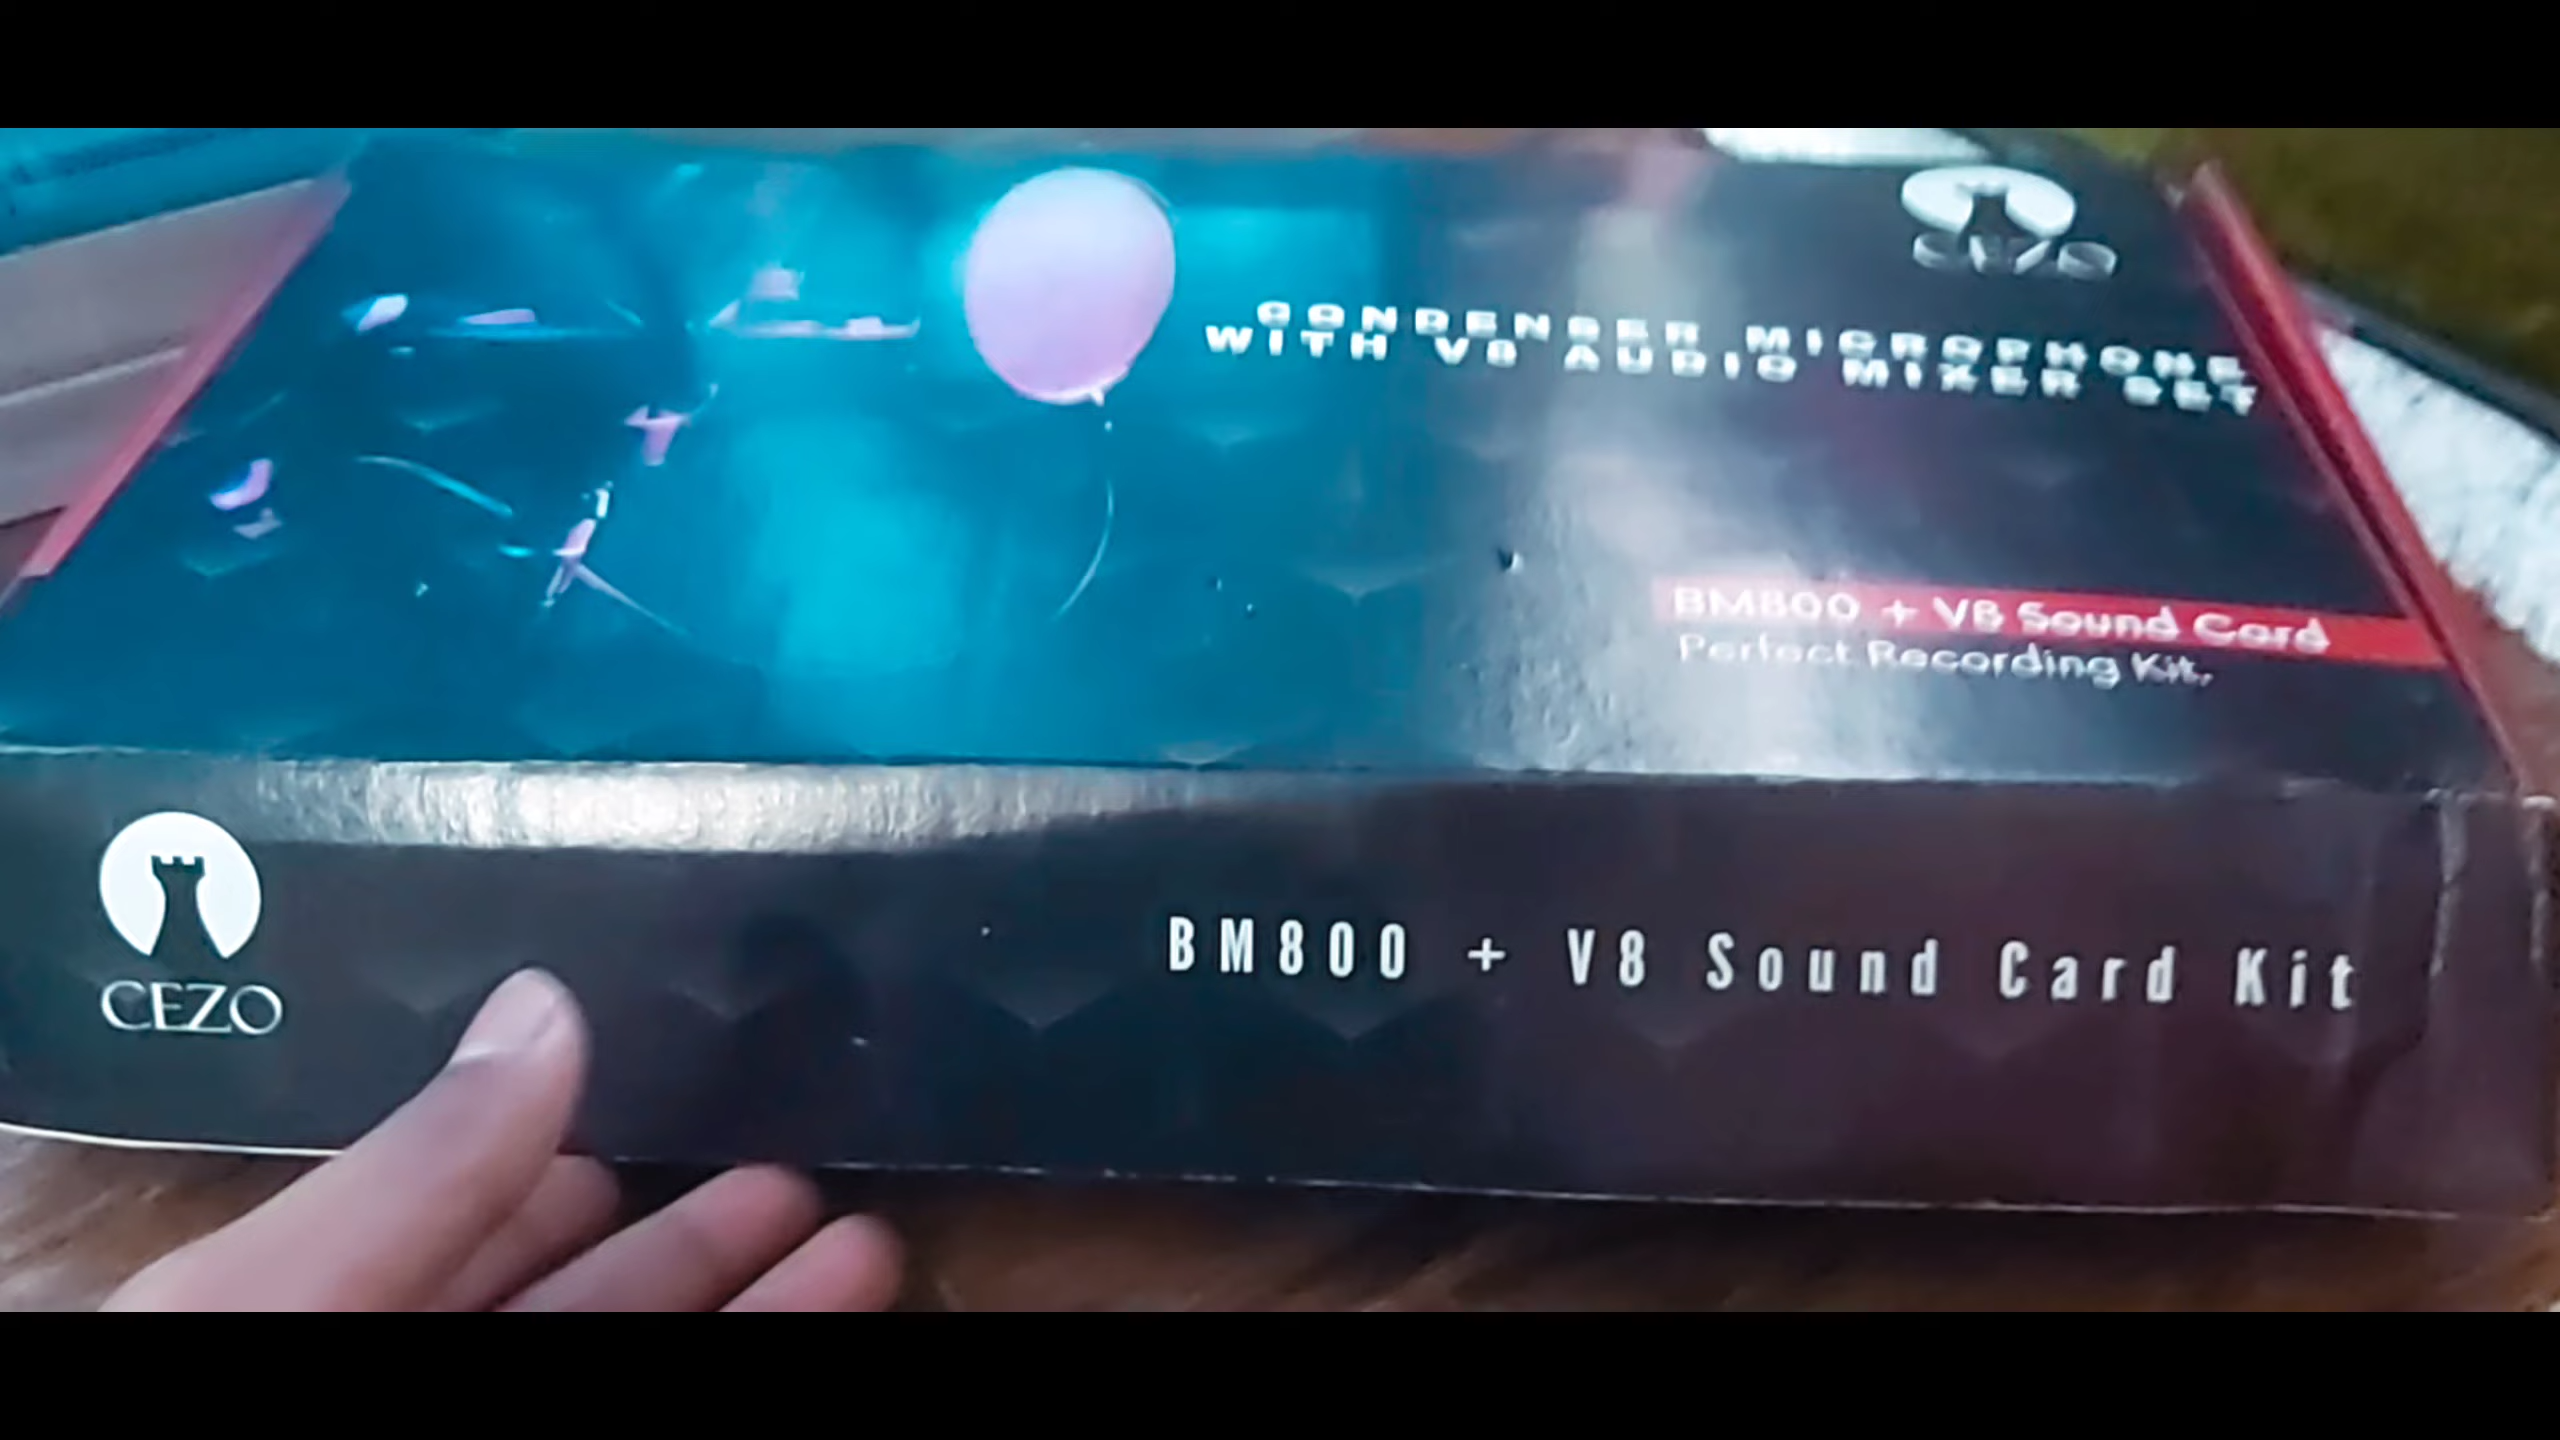 CEZO
CONDENSER MICROPHONE
WITH V8 AUDIO MIXER SET
BM800 + V8 Sound Card
Perfect Recording Kit.
CEZO
BM800 + V8 Sound Card Kit